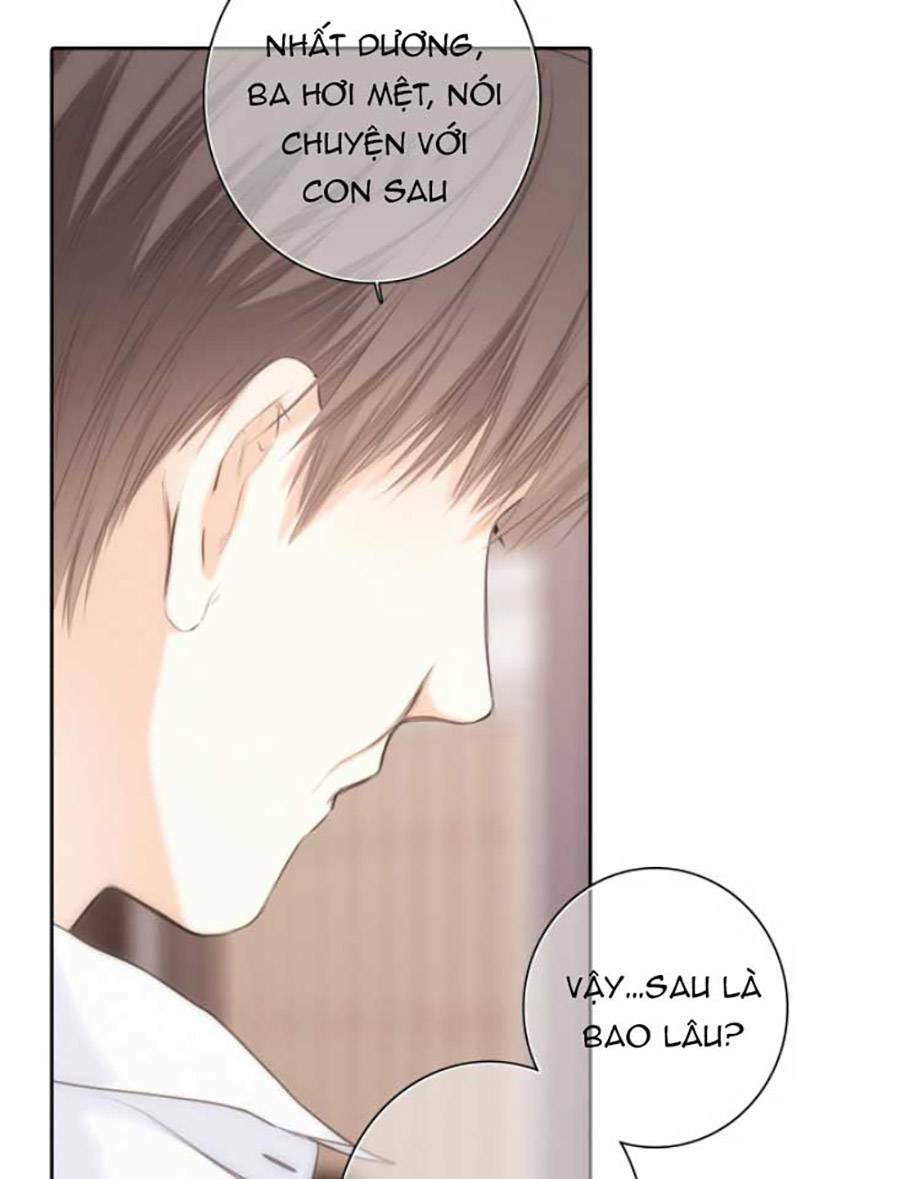 NHẤT DƯƠNG,
BA HƠI MỆT, NÓI
CHUYỆN VỚI
CON SAU
VẬY...SAU LÀ
BAO LÂU?